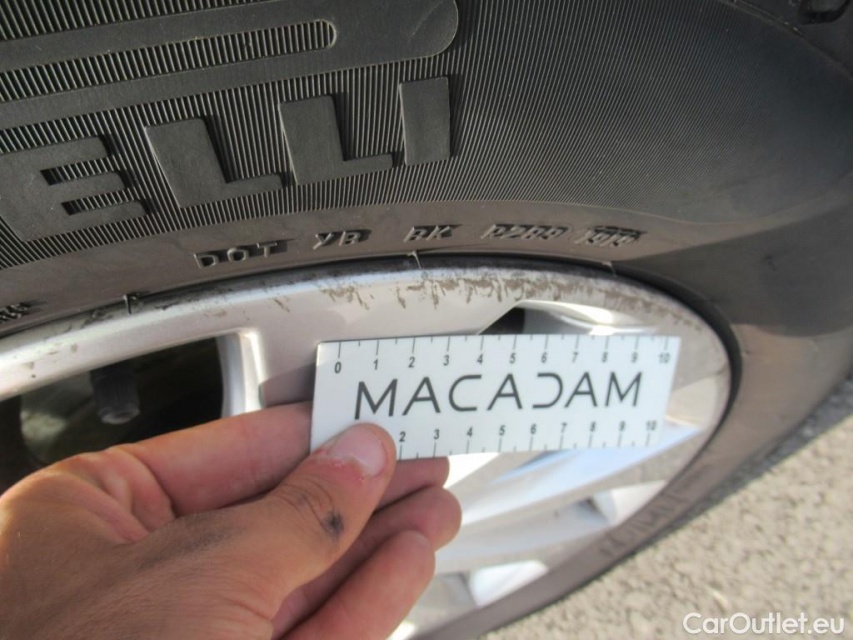 ELLI
DOT YB BK
0 1 2 3 4 5 6 7 8 9 10
MACADAM
2 3 4 5 6 7 8 9 10
CarOutlet.eu